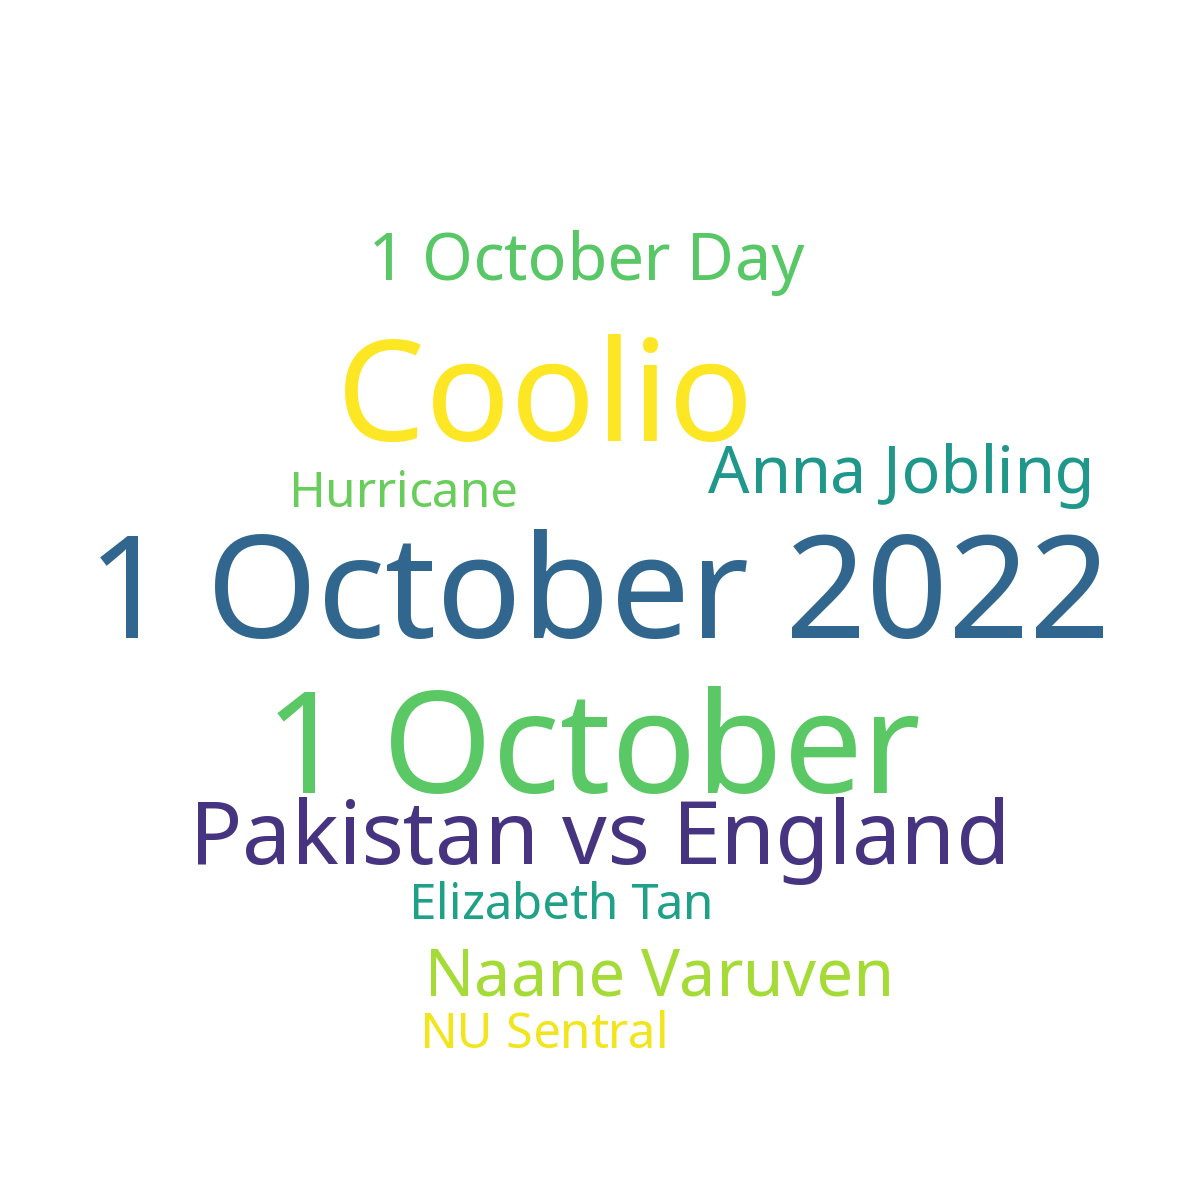 1 October Day
Coolio
Anna Jobling
Hurricane
1 October 2022
1 October
Pakistan vs England
Elizabeth Tan
Naane Varuven
NU Sentral